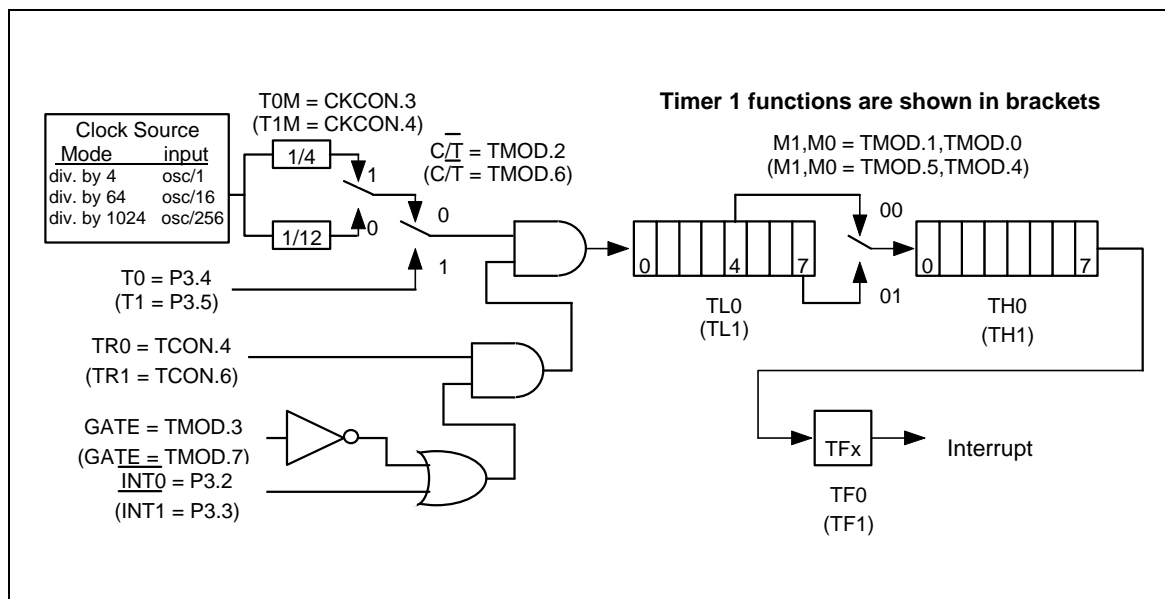 T0M = CKCON.3
(T1M = CKCON.4)
Timer 1 functions are shown in brackets
Clock Source
Mode input
div. by 4 osc/1
div. by 64 osc/16
div. by 1024 osc/256
1/4
1/12
1
0
C/T̅ = TMOD.2
(C/T̅ = TMOD.6)
0
1
M1,M0 = TMOD.1,TMOD.0
(M1,M0 = TMOD.5,TMOD.4)
00
01
0 4 7
TL0
(TL1)
0 7
TH0
(TH1)
T0 = P3.4
(T1 = P3.5)
TR0 = TCON.4
(TR1 = TCON.6)
GATE = TMOD.3
(GATE = TMOD.7)
I̅N̅T̅0̅ = P3.2
(I̅N̅T̅1̅ = P3.3)
TFx
Interrupt
TF0
(TF1)